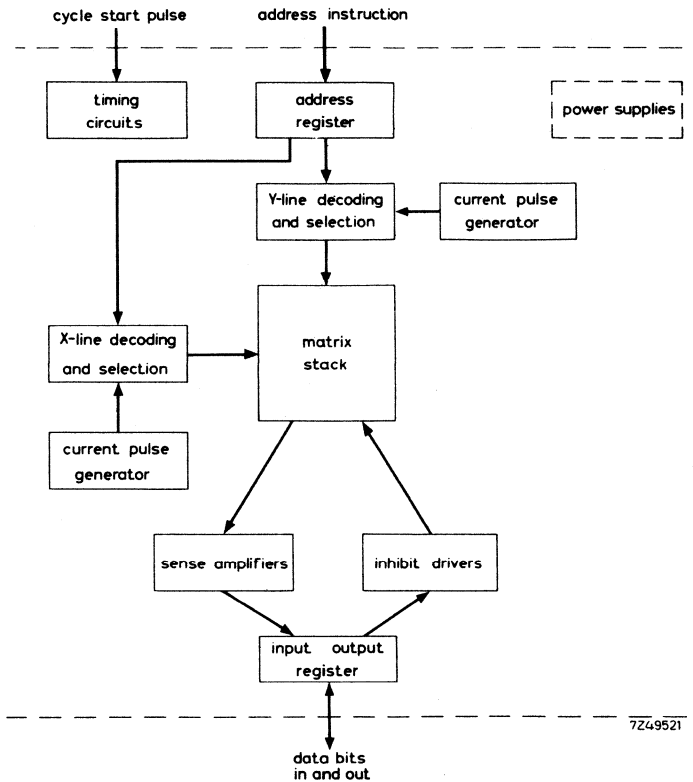 cycle start pulse
address instruction
timing
circuits
address
register
power supplies
Y-line decoding
and selection
current pulse
generator
X-line decoding
and selection
matrix
stack
current pulse
generator
sense amplifiers
inhibit drivers
input output
register
7Z49521
data bits
in and out